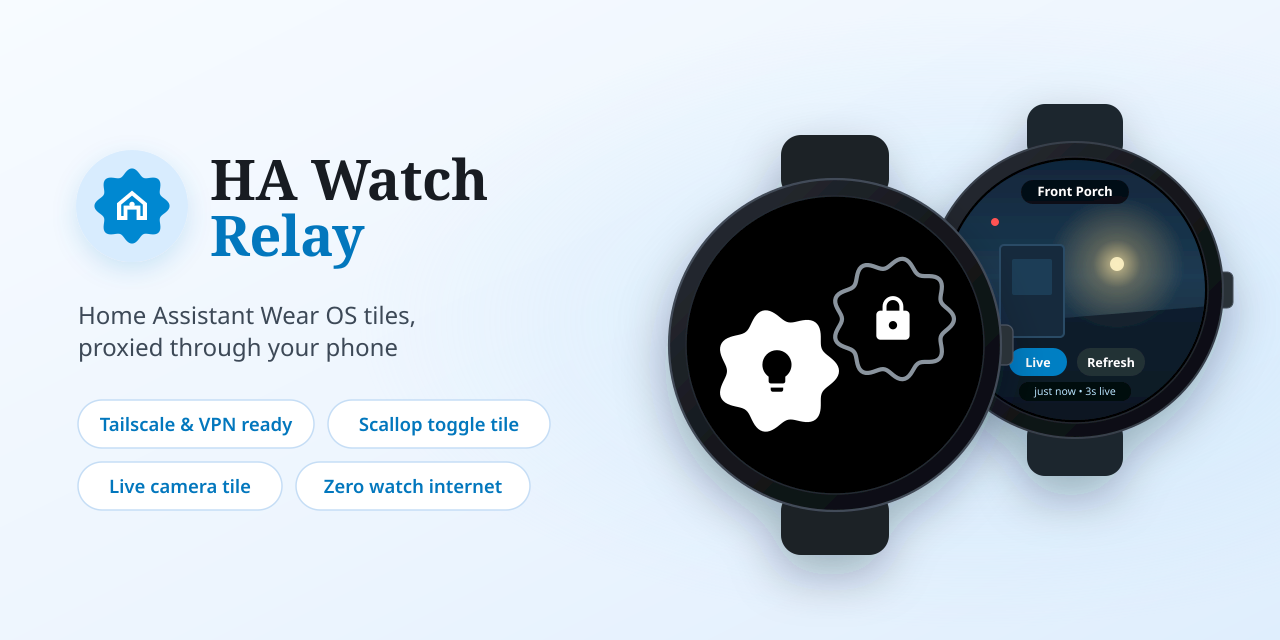 HA Watch
Relay
Home Assistant Wear OS tiles,
proxied through your phone
Tailscale & VPN ready
Scallop toggle tile
Live camera tile
Zero watch internet
Front Porch
Live
Refresh
just now • 3s live